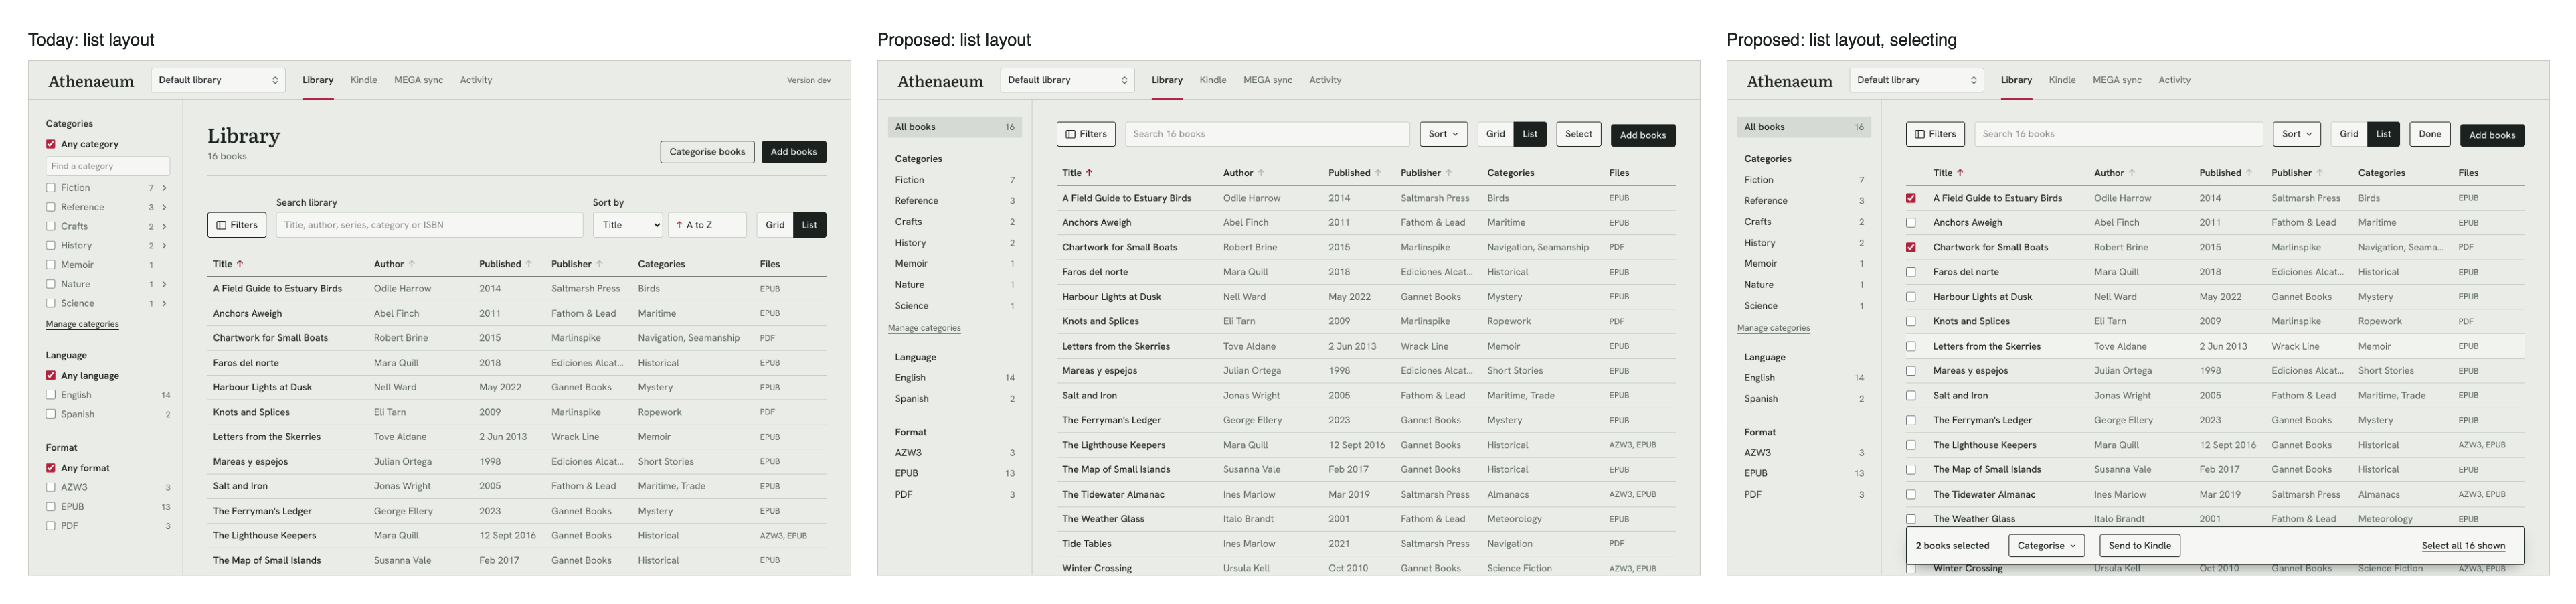 Today: list layout
Athenaeum Default library Library Kindle MEGA sync Activity Version dev
Categories
Any category
Find a category
Fiction 7
Reference 3
Crafts 2
History 2
Memoir 1
Nature 1
Science 1
Manage categories
Language
Any language
English 14
Spanish 2
Format
Any format
AZW3 3
EPUB 13
PDF 3
Library
16 books
Categorise books Add books
Search library Sort by
Filters Title, author, series, category or ISBN Title ↑ A to Z Grid List
Title ↑ Author ↑ Published ↑ Publisher ↑ Categories Files
A Field Guide to Estuary Birds Odile Harrow 2014 Saltmarsh Press Birds EPUB
Anchors Aweigh Abel Finch 2011 Fathom & Lead Maritime EPUB
Chartwork for Small Boats Robert Brine 2015 Marlinspike Navigation, Seamanship PDF
Faros del norte Mara Quill 2018 Ediciones Alcat... Historical EPUB
Harbour Lights at Dusk Nell Ward May 2022 Gannet Books Mystery EPUB
Knots and Splices Eli Tarn 2009 Marlinspike Ropework PDF
Letters from the Skerries Tove Aldane 2 Jun 2013 Wrack Line Memoir EPUB
Mareas y espejos Julian Ortega 1998 Ediciones Alcat... Short Stories EPUB
Salt and Iron Jonas Wright 2005 Fathom & Lead Maritime, Trade EPUB
The Ferryman's Ledger George Ellery 2023 Gannet Books Mystery EPUB
The Lighthouse Keepers Mara Quill 12 Sept 2016 Gannet Books Historical AZW3, EPUB
The Map of Small Islands Susanna Vale Feb 2017 Gannet Books Historical EPUB
Proposed: list layout
Athenaeum Default library Library Kindle MEGA sync Activity
All books 16
Categories
Fiction 7
Reference 3
Crafts 2
History 2
Memoir 1
Nature 1
Science 1
Manage categories
Language
English 14
Spanish 2
Format
AZW3 3
EPUB 13
PDF 3
Filters Search 16 books Sort Grid List Select Add books
Title ↑ Author ↑ Published ↑ Publisher ↑ Categories Files
A Field Guide to Estuary Birds Odile Harrow 2014 Saltmarsh Press Birds EPUB
Anchors Aweigh Abel Finch 2011 Fathom & Lead Maritime EPUB
Chartwork for Small Boats Robert Brine 2015 Marlinspike Navigation, Seamanship PDF
Faros del norte Mara Quill 2018 Ediciones Alcat... Historical EPUB
Harbour Lights at Dusk Nell Ward May 2022 Gannet Books Mystery EPUB
Knots and Splices Eli Tarn 2009 Marlinspike Ropework PDF
Letters from the Skerries Tove Aldane 2 Jun 2013 Wrack Line Memoir EPUB
Mareas y espejos Julian Ortega 1998 Ediciones Alcat... Short Stories EPUB
Salt and Iron Jonas Wright 2005 Fathom & Lead Maritime, Trade EPUB
The Ferryman's Ledger George Ellery 2023 Gannet Books Mystery EPUB
The Lighthouse Keepers Mara Quill 12 Sept 2016 Gannet Books Historical AZW3, EPUB
The Map of Small Islands Susanna Vale Feb 2017 Gannet Books Historical EPUB
The Tidewater Almanac Ines Marlow Mar 2019 Saltmarsh Press Almanacs AZW3, EPUB
The Weather Glass Italo Brandt 2001 Fathom & Lead Meteorology EPUB
Tide Tables Ines Marlow 2021 Saltmarsh Press Navigation PDF
Winter Crossing Ursula Kell Oct 2010 Gannet Books Science Fiction AZW3, EPUB
Proposed: list layout, selecting
Athenaeum Default library Library Kindle MEGA sync Activity
All books 16
Categories
Fiction 7
Reference 3
Crafts 2
History 2
Memoir 1
Nature 1
Science 1
Manage categories
Language
English 14
Spanish 2
Format
AZW3 3
EPUB 13
PDF 3
Filters Search 16 books Sort Grid List Done Add books
Title ↑ Author ↑ Published ↑ Publisher ↑ Categories Files
A Field Guide to Estuary Birds Odile Harrow 2014 Saltmarsh Press Birds EPUB
Anchors Aweigh Abel Finch 2011 Fathom & Lead Maritime EPUB
Chartwork for Small Boats Robert Brine 2015 Marlinspike Navigation, Seama... PDF
Faros del norte Mara Quill 2018 Ediciones Alcat... Historical EPUB
Harbour Lights at Dusk Nell Ward May 2022 Gannet Books Mystery EPUB
Knots and Splices Eli Tarn 2009 Marlinspike Ropework PDF
Letters from the Skerries Tove Aldane 2 Jun 2013 Wrack Line Memoir EPUB
Mareas y espejos Julian Ortega 1998 Ediciones Alcat... Short Stories EPUB
Salt and Iron Jonas Wright 2005 Fathom & Lead Maritime, Trade EPUB
The Ferryman's Ledger George Ellery 2023 Gannet Books Mystery EPUB
The Lighthouse Keepers Mara Quill 12 Sept 2016 Gannet Books Historical AZW3, EPUB
The Map of Small Islands Susanna Vale Feb 2017 Gannet Books Historical EPUB
The Tidewater Almanac Ines Marlow Mar 2019 Saltmarsh Press Almanacs AZW3, EPUB
The Weather Glass Italo Brandt 2001 Fathom & Lead Meteorology EPUB
2 books selected Categorise Send to Kindle Select all 16 shown
Winter Crossing Ursula Kell Oct 2010 Gannet Books Science Fiction AZW3, EPUB